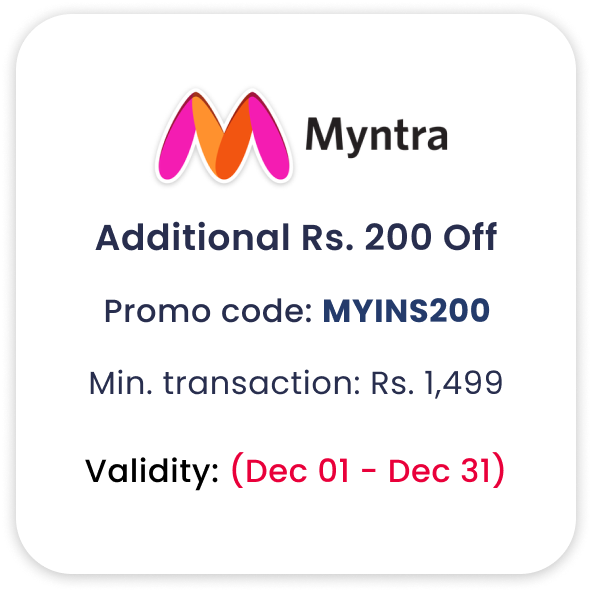 Myntra
Additional Rs. 200 Off
Promo code: MYINS200
Min. transaction: Rs. 1,499
Validity: (Dec 01 - Dec 31)